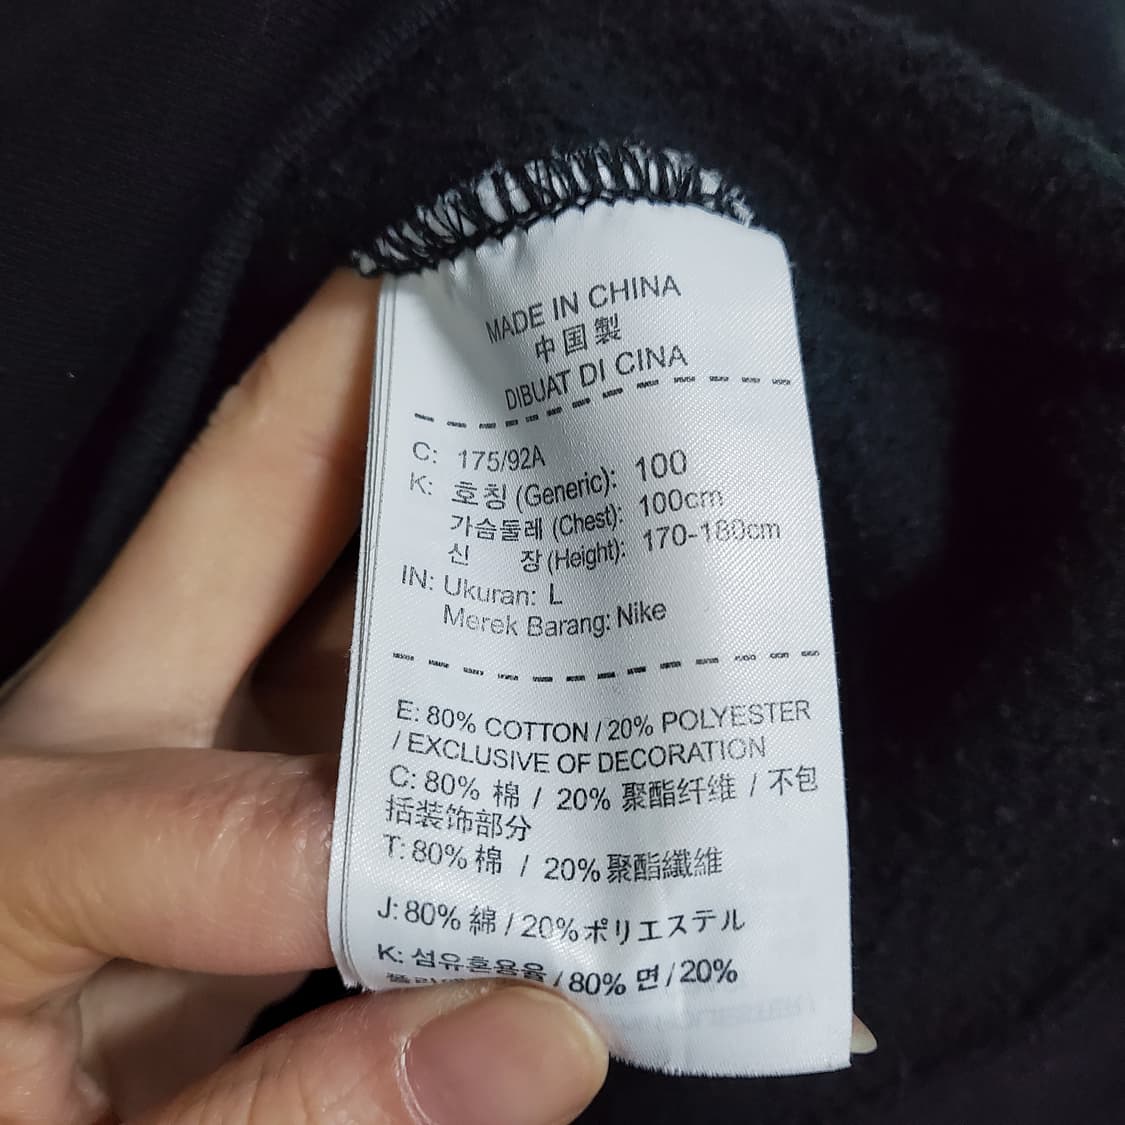 MADE IN CHINA
中国製
DIBUAT DI CINA
C: 175/92A
K: 호칭 (Generic): 100
가슴둘레 (Chest): 100cm
신 장 (Height): 170-180cm
IN: Ukuran: L
Merek Barang: Nike
E: 80% COTTON / 20% POLYESTER
/ EXCLUSIVE OF DECORATION
C: 80% 棉 / 20% 聚酯纤维 / 不包
括装饰部分
T: 80% 棉 / 20% 聚酯纖維
J: 80% 綿 / 20% ポリエステル
K: 섬유혼용율 / 80% 면 / 20%